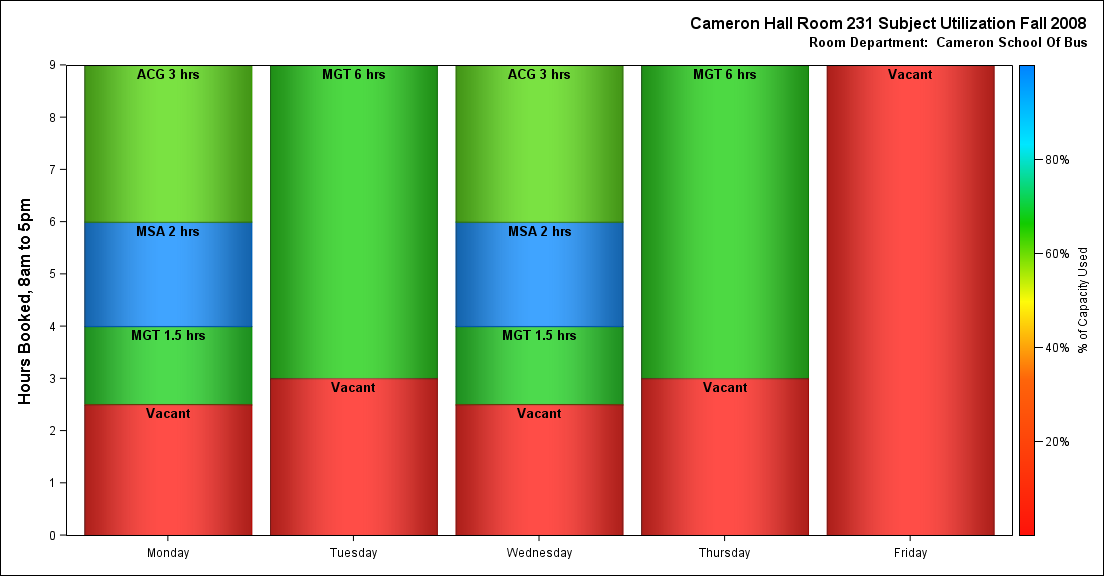 Cameron Hall Room 231 Subject Utilization Fall 2008
Room Department:  Cameron School Of Bus
Hours Booked, 8am to 5pm
9
8
7
6
5
4
3
2
1
0
ACG 3 hrs
MSA 2 hrs
MGT 1.5 hrs
Vacant
MGT 6 hrs
Vacant
ACG 3 hrs
MSA 2 hrs
MGT 1.5 hrs
Vacant
MGT 6 hrs
Vacant
Vacant
Monday Tuesday Wednesday Thursday Friday
80%
60%
40%
20%
% of Capacity Used